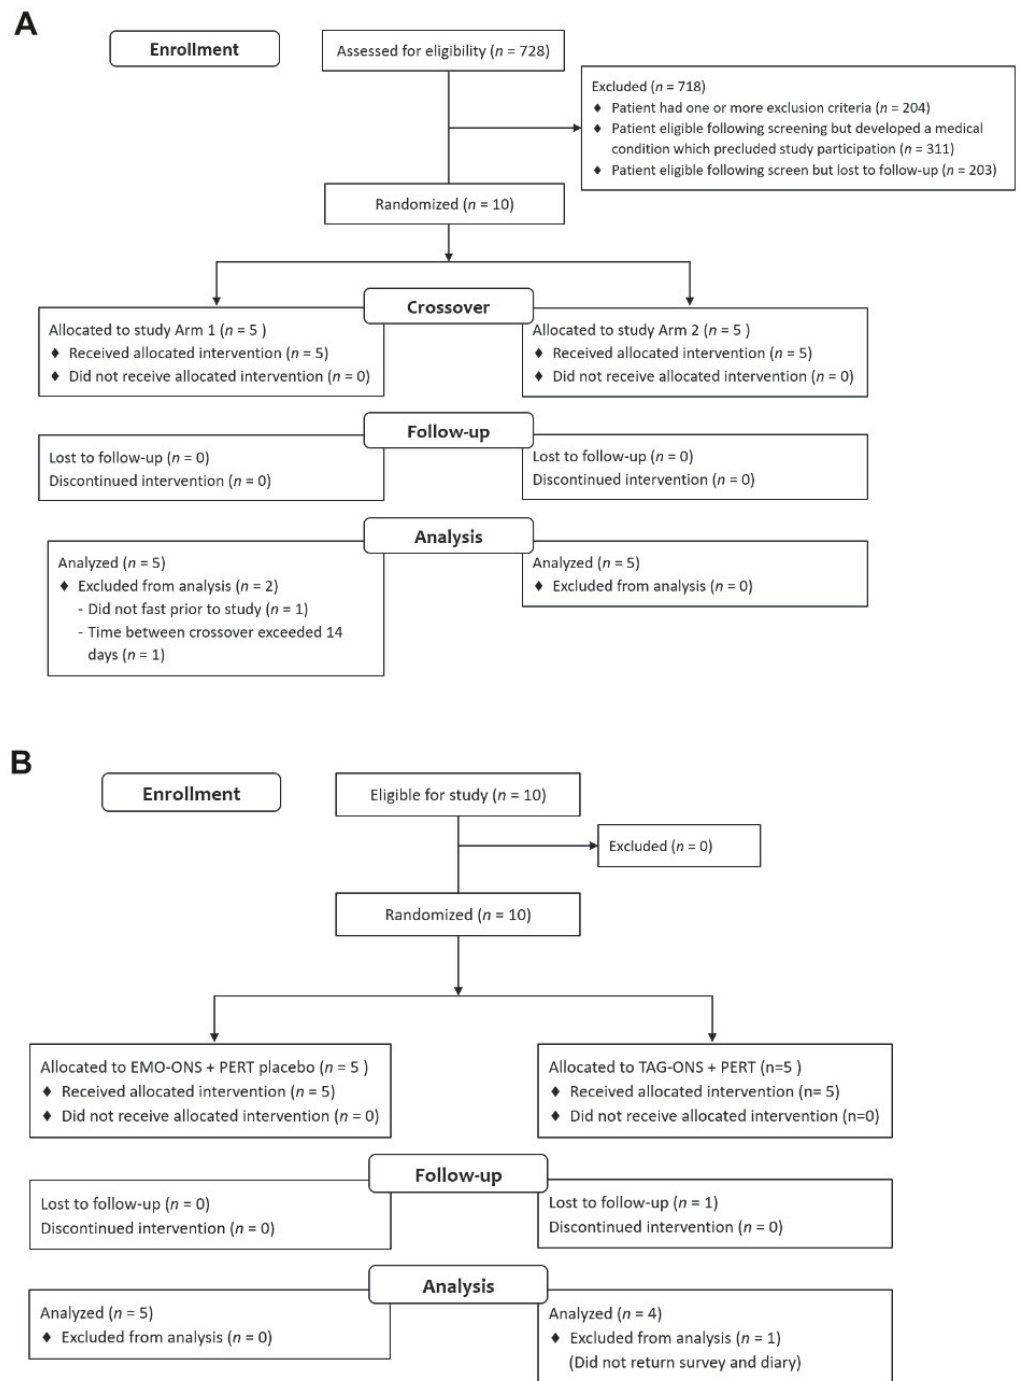 A
Enrollment
Assessed for eligibility (n = 728)
Excluded (n = 718)
♦ Patient had one or more exclusion criteria (n = 204)
♦ Patient eligible following screening but developed a medical
condition which precluded study participation (n = 311)
♦ Patient eligible following screen but lost to follow-up (n = 203)
Randomized (n = 10)
Crossover
Allocated to study Arm 1 (n = 5 )
♦ Received allocated intervention (n = 5)
♦ Did not receive allocated intervention (n = 0)
Allocated to study Arm 2 (n = 5 )
♦ Received allocated intervention (n = 5)
♦ Did not receive allocated intervention (n = 0)
Follow-up
Lost to follow-up (n = 0)
Discontinued intervention (n = 0)
Lost to follow-up (n = 0)
Discontinued intervention (n = 0)
Analysis
Analyzed (n = 5)
♦ Excluded from analysis (n = 2)
- Did not fast prior to study (n = 1)
- Time between crossover exceeded 14
days (n = 1)
Analyzed (n = 5)
♦ Excluded from analysis (n = 0)
B
Enrollment
Eligible for study (n = 10)
Excluded (n = 0)
Randomized (n = 10)
Allocated to EMO-ONS + PERT placebo (n = 5 )
♦ Received allocated intervention (n = 5)
♦ Did not receive allocated intervention (n = 0)
Allocated to TAG-ONS + PERT (n=5 )
♦ Received allocated intervention (n= 5)
♦ Did not receive allocated intervention (n=0)
Follow-up
Lost to follow-up (n = 0)
Discontinued intervention (n = 0)
Lost to follow-up (n = 1)
Discontinued intervention (n = 0)
Analysis
Analyzed (n = 5)
♦ Excluded from analysis (n = 0)
Analyzed (n = 4)
♦ Excluded from analysis (n = 1)
(Did not return survey and diary)